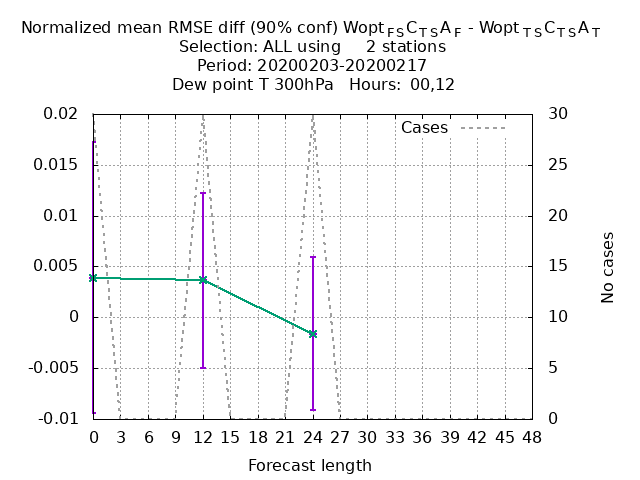 Normalized mean RMSE diff (90% conf) Wopt FS C TS A F - Wopt TS C TS A T
Selection: ALL using 2 stations
Period: 20200203-20200217
Dew point T 300hPa Hours: 00,12
Cases
0.02
0.015
0.01
0.005
0
-0.005
-0.01
30
25
20
15
10
5
0
No cases
0 3 6 9 12 15 18 21 24 27 30 33 36 39 42 45 48
Forecast length